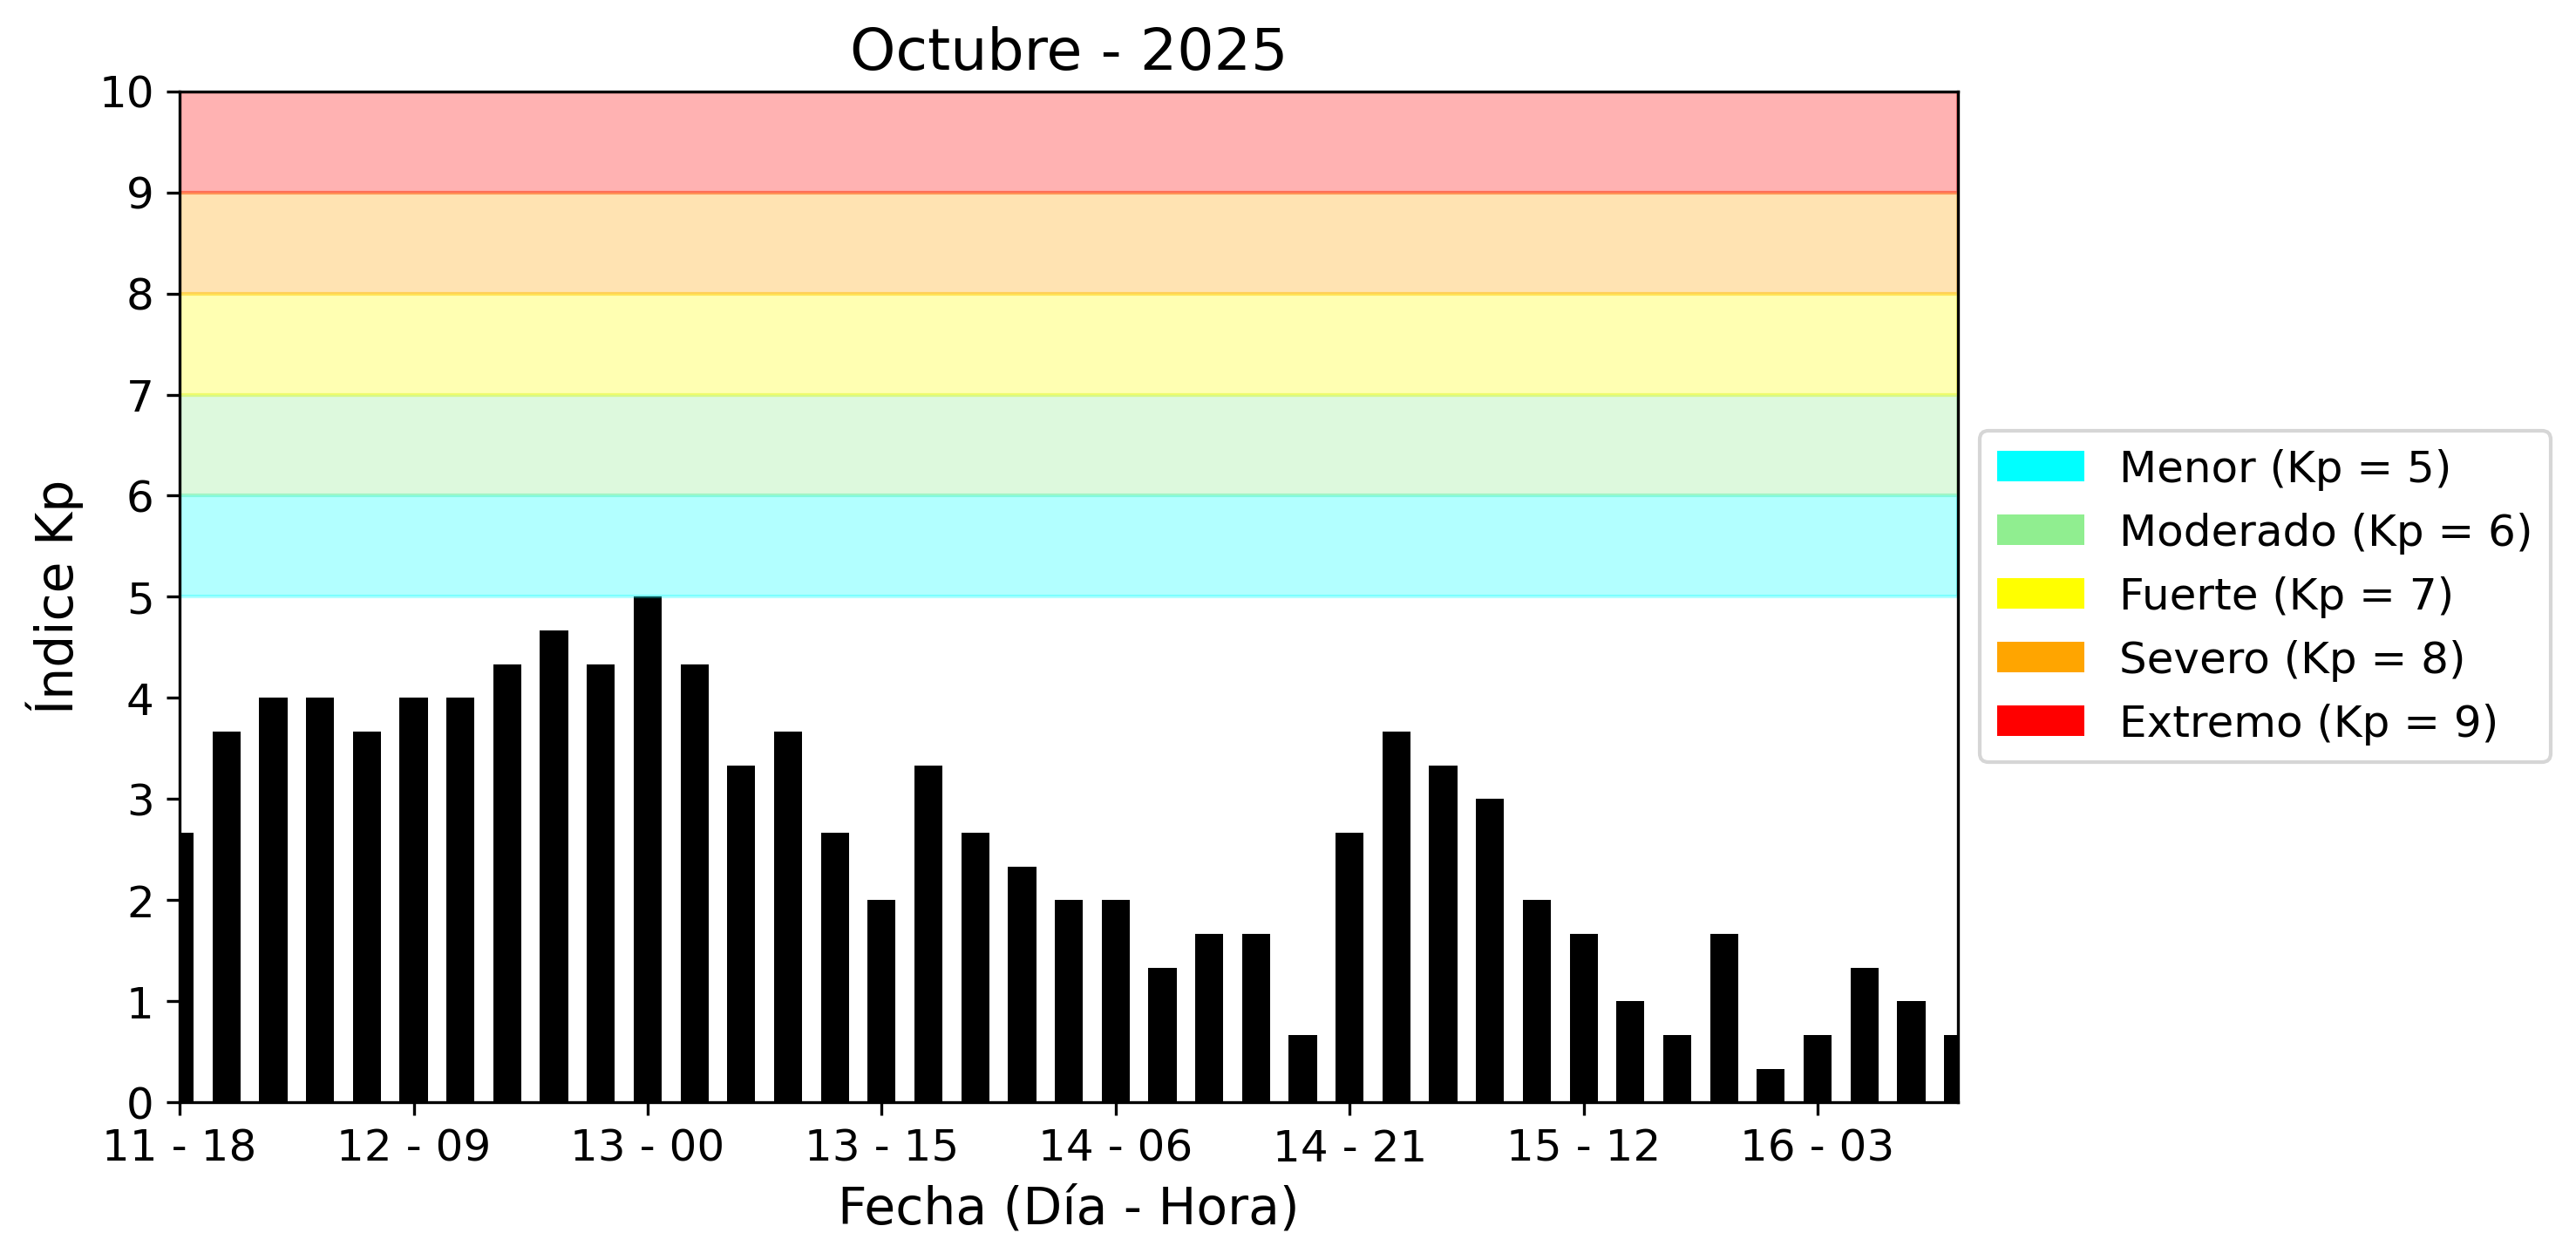 Octubre - 2025
Índice Kp
10
9
8
7
6
5
4
3
2
1
0
11 - 18 12 - 09 13 - 00 13 - 15 14 - 06 14 - 21 15 - 12 16 - 03
Fecha (Día - Hora)
Menor (Kp = 5)
Moderado (Kp = 6)
Fuerte (Kp = 7)
Severo (Kp = 8)
Extremo (Kp = 9)